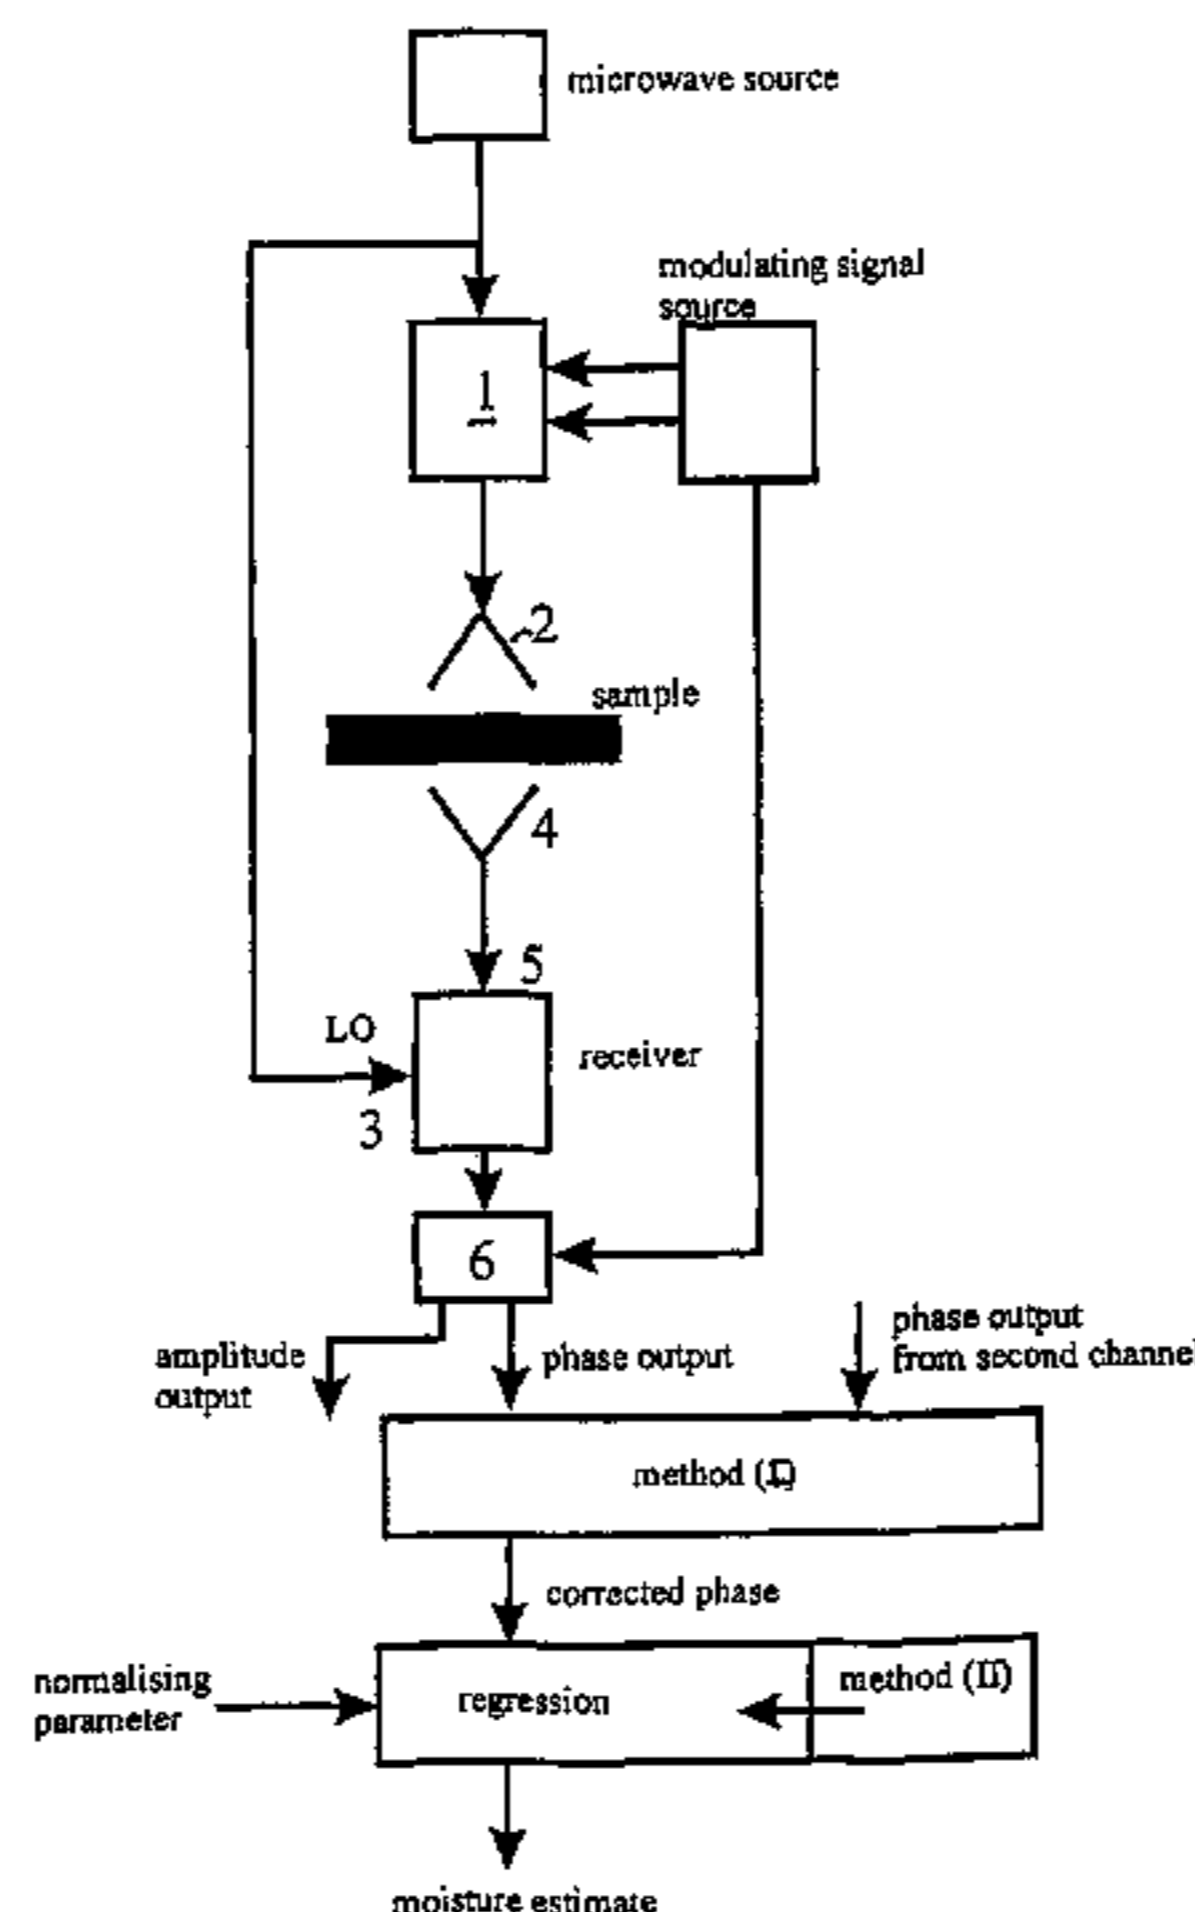 microwave source
modulating signal
source
1
2
sample
4
5
LO
receiver
3
6
amplitude
output
phase output
phase output
from second channel
method (I)
corrected phase
normalising
parameter
regression
method (II)
moisture estimate